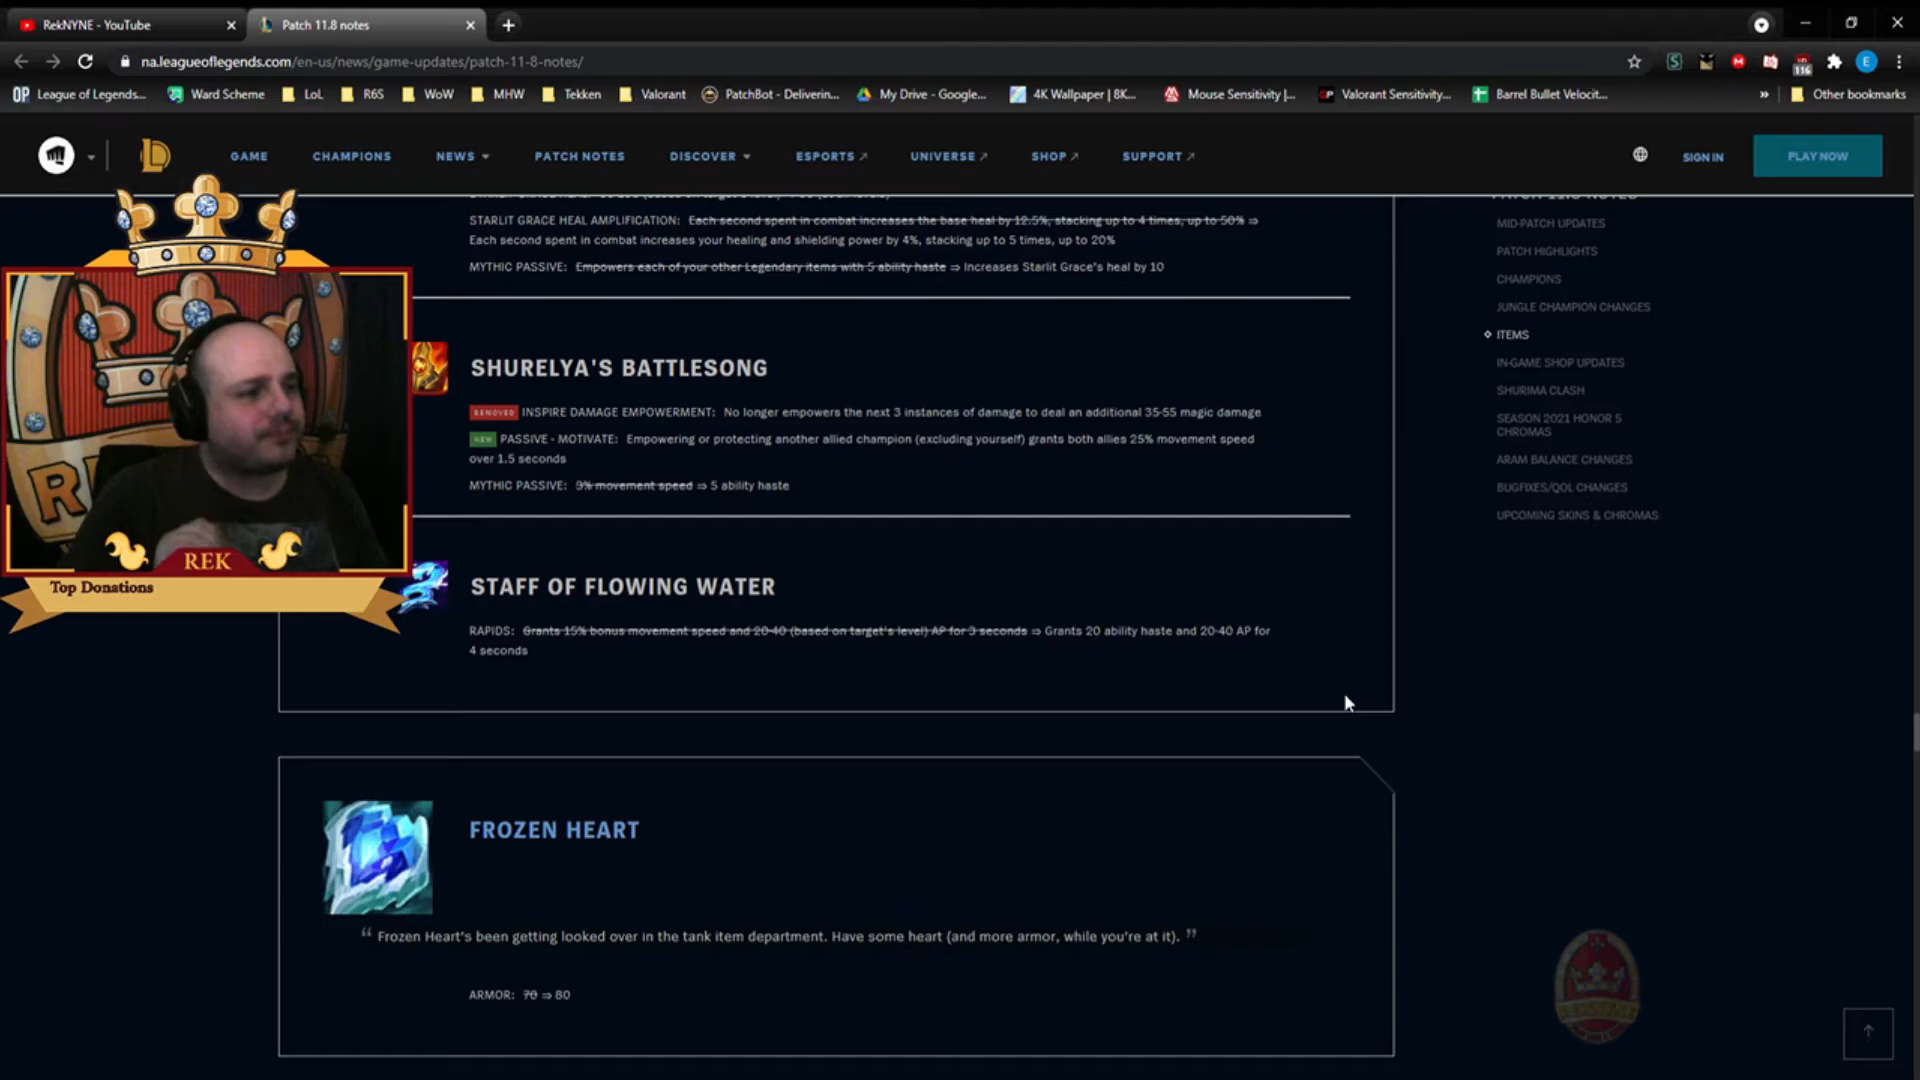 RekNYNE - YouTube
Patch 11.8 notes
na.leagueoflegends.com/en-us/news/game-updates/patch-11-8-notes/
116
E
League of Legends...
Ward Scheme
LoL
R6S
WoW
MHW
Tekken
Valorant
PatchBot - Deliverin...
My Drive - Google...
4K Wallpaper | 8K...
Mouse Sensitivity |...
Valorant Sensitivity...
Barrel Bullet Velocit...
Other bookmarks
GAME
CHAMPIONS
NEWS
PATCH NOTES
DISCOVER
ESPORTS
UNIVERSE
SHOP
SUPPORT
SIGN IN
PLAY NOW
STARLIT GRACE HEAL AMPLIFICATION: Each second spent in combat increases the base heal by 12.5%, stacking up to 4 times, up to 50% ⇒
Each second spent in combat increases your healing and shielding power by 4%, stacking up to 5 times, up to 20%
MYTHIC PASSIVE: Empowers each of your other Legendary items with 5 ability haste ⇒ Increases Starlit Grace's heal by 10
SHURELYA'S BATTLESONG
REMOVED INSPIRE DAMAGE EMPOWERMENT: No longer empowers the next 3 instances of damage to deal an additional 35-55 magic damage
NEW PASSIVE - MOTIVATE: Empowering or protecting another allied champion (excluding yourself) grants both allies 25% movement speed
over 1.5 seconds
MYTHIC PASSIVE: 3% movement speed ⇒ 5 ability haste
STAFF OF FLOWING WATER
RAPIDS: Grants 15% bonus movement speed and 20-40 (based on target's level) AP for 3 seconds ⇒ Grants 20 ability haste and 20-40 AP for
4 seconds
FROZEN HEART
“ Frozen Heart's been getting looked over in the tank item department. Have some heart (and more armor, while you're at it). ”
ARMOR: 70 ⇒ 80
PATCH 11.8 NOTES
MID-PATCH UPDATES
PATCH HIGHLIGHTS
CHAMPIONS
JUNGLE CHAMPION CHANGES
ITEMS
IN-GAME SHOP UPDATES
SHURIMA CLASH
SEASON 2021 HONOR 5
CHROMAS
ARAM BALANCE CHANGES
BUGFIXES/QOL CHANGES
UPCOMING SKINS & CHROMAS
REK
Top Donations